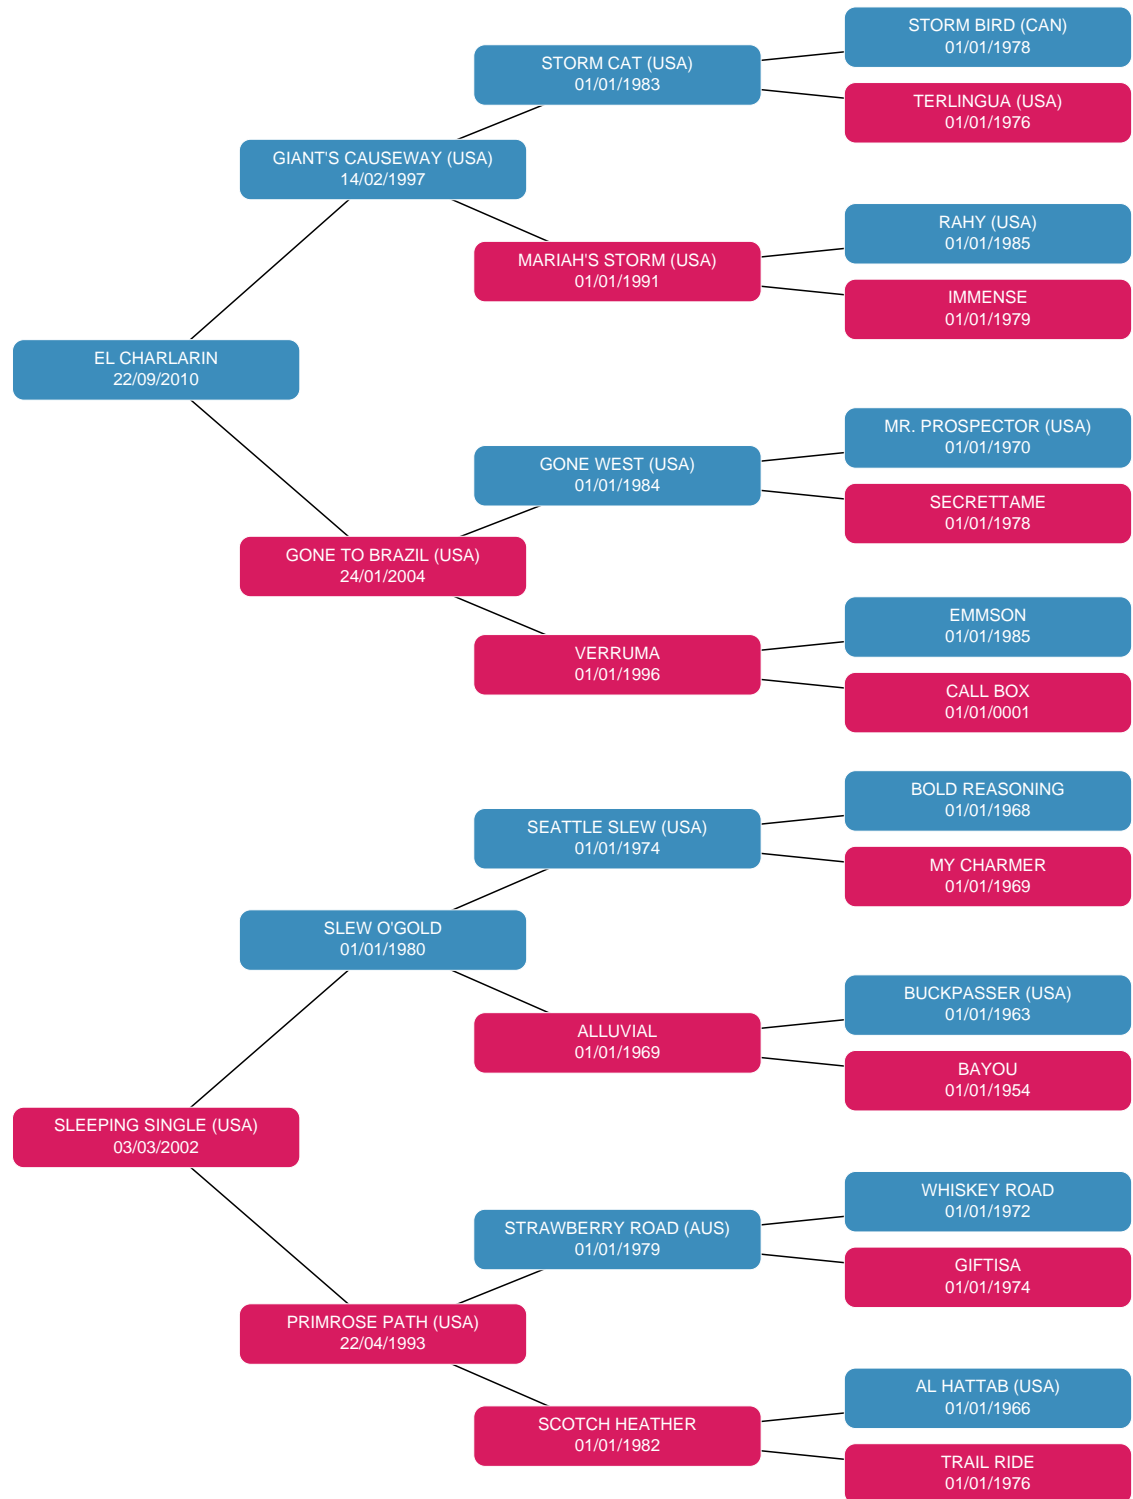 STORM BIRD (CAN)
01/01/1978
STORM CAT (USA)
01/01/1983
TERLINGUA (USA)
01/01/1976
GIANT'S CAUSEWAY (USA)
14/02/1997
RAHY (USA)
01/01/1985
MARIAH'S STORM (USA)
01/01/1991
IMMENSE
01/01/1979
EL CHARLARIN
22/09/2010
MR. PROSPECTOR (USA)
01/01/1970
GONE WEST (USA)
01/01/1984
SECRETTAME
01/01/1978
GONE TO BRAZIL (USA)
24/01/2004
EMMSON
01/01/1985
VERRUMA
01/01/1996
CALL BOX
01/01/0001
BOLD REASONING
01/01/1968
SEATTLE SLEW (USA)
01/01/1974
MY CHARMER
01/01/1969
SLEW O'GOLD
01/01/1980
BUCKPASSER (USA)
01/01/1963
ALLUVIAL
01/01/1969
BAYOU
01/01/1954
SLEEPING SINGLE (USA)
03/03/2002
WHISKEY ROAD
01/01/1972
STRAWBERRY ROAD (AUS)
01/01/1979
GIFTISA
01/01/1974
PRIMROSE PATH (USA)
22/04/1993
AL HATTAB (USA)
01/01/1966
SCOTCH HEATHER
01/01/1982
TRAIL RIDE
01/01/1976